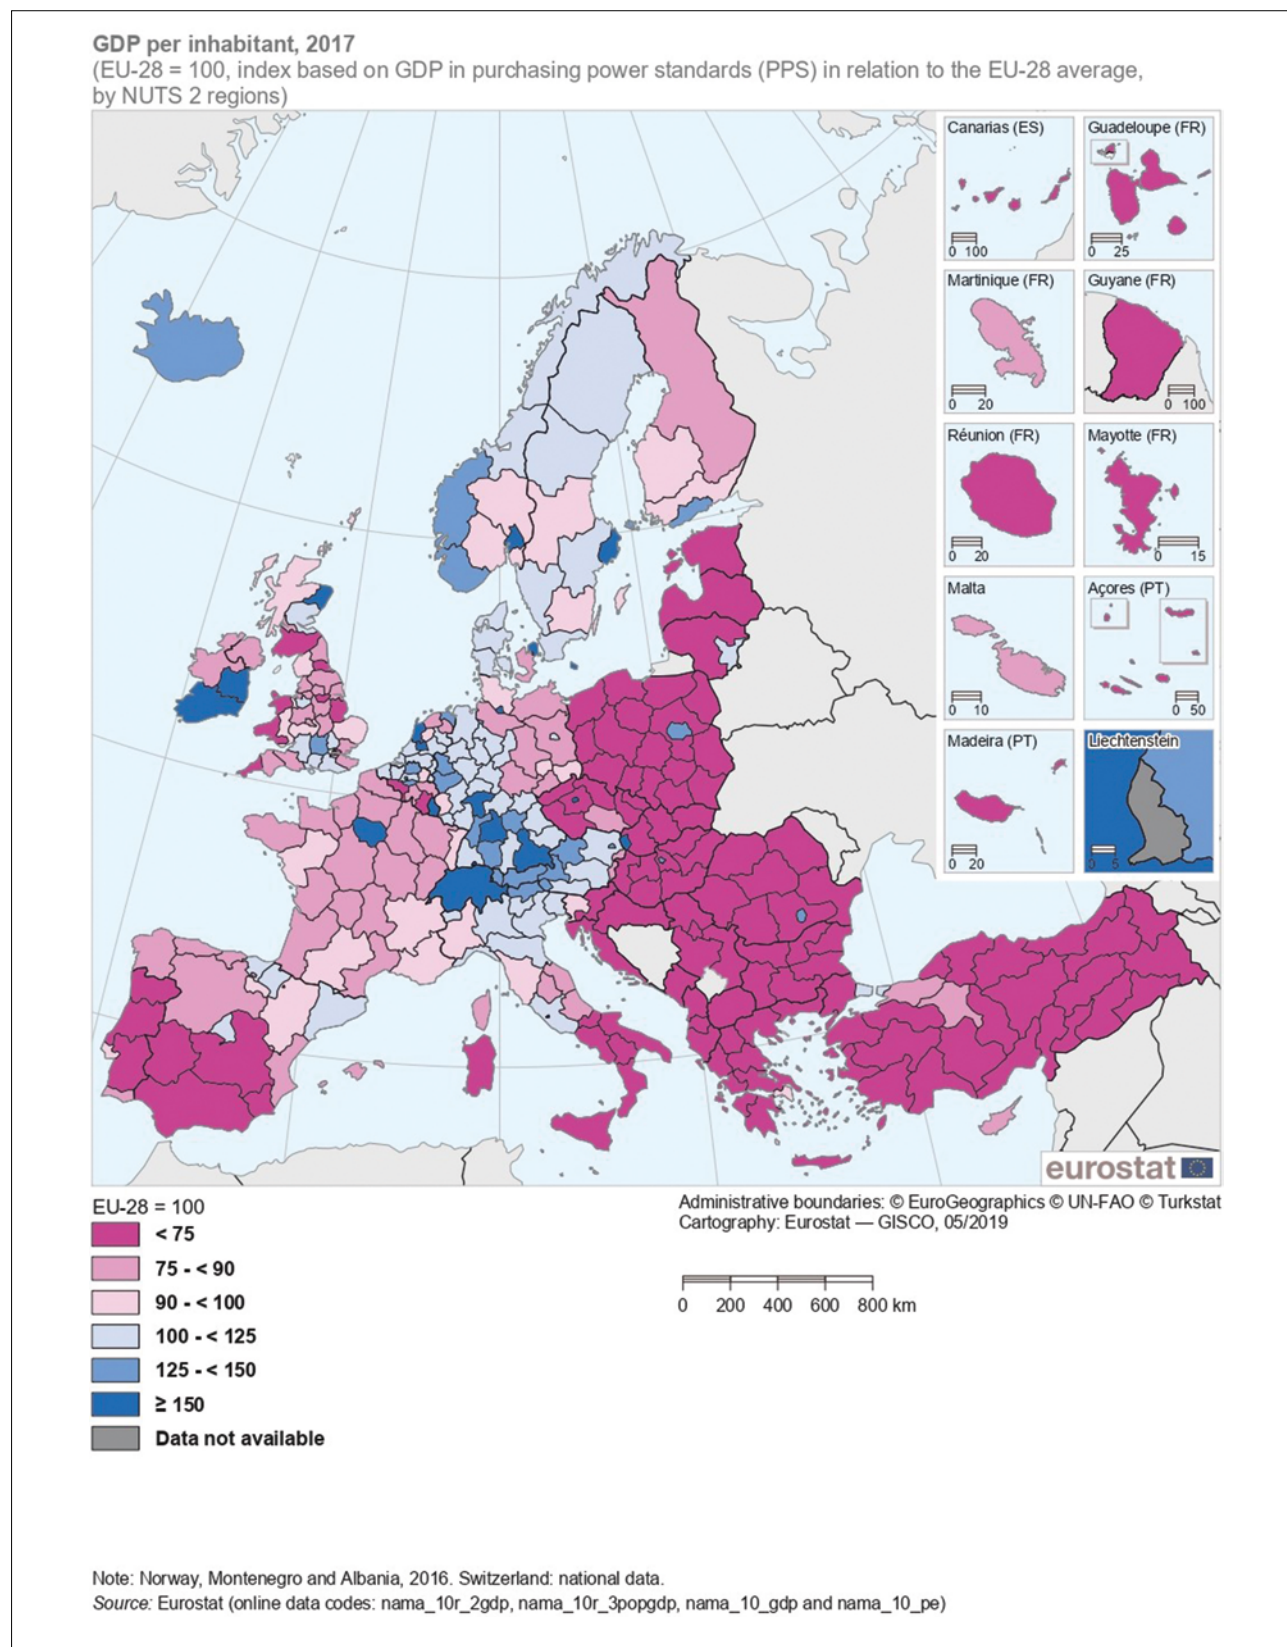 GDP per inhabitant, 2017
(EU-28 = 100, index based on GDP in purchasing power standards (PPS) in relation to the EU-28 average,
by NUTS 2 regions)
Canarias (ES)
0 100
Guadeloupe (FR)
0 25
Martinique (FR)
0 20
Guyane (FR)
0 100
Réunion (FR)
0 20
Mayotte (FR)
0 15
Malta
0 10
Açores (PT)
0 50
Madeira (PT)
0 20
Liechtenstein
0 5
eurostat
Administrative boundaries: © EuroGeographics © UN-FAO © Turkstat
Cartography: Eurostat — GISCO, 05/2019
0 200 400 600 800 km
EU-28 = 100
< 75
75 - < 90
90 - < 100
100 - < 125
125 - < 150
≥ 150
Data not available
Note: Norway, Montenegro and Albania, 2016. Switzerland: national data.
Source: Eurostat (online data codes: nama_10r_2gdp, nama_10r_3popgdp, nama_10_gdp and nama_10_pe)